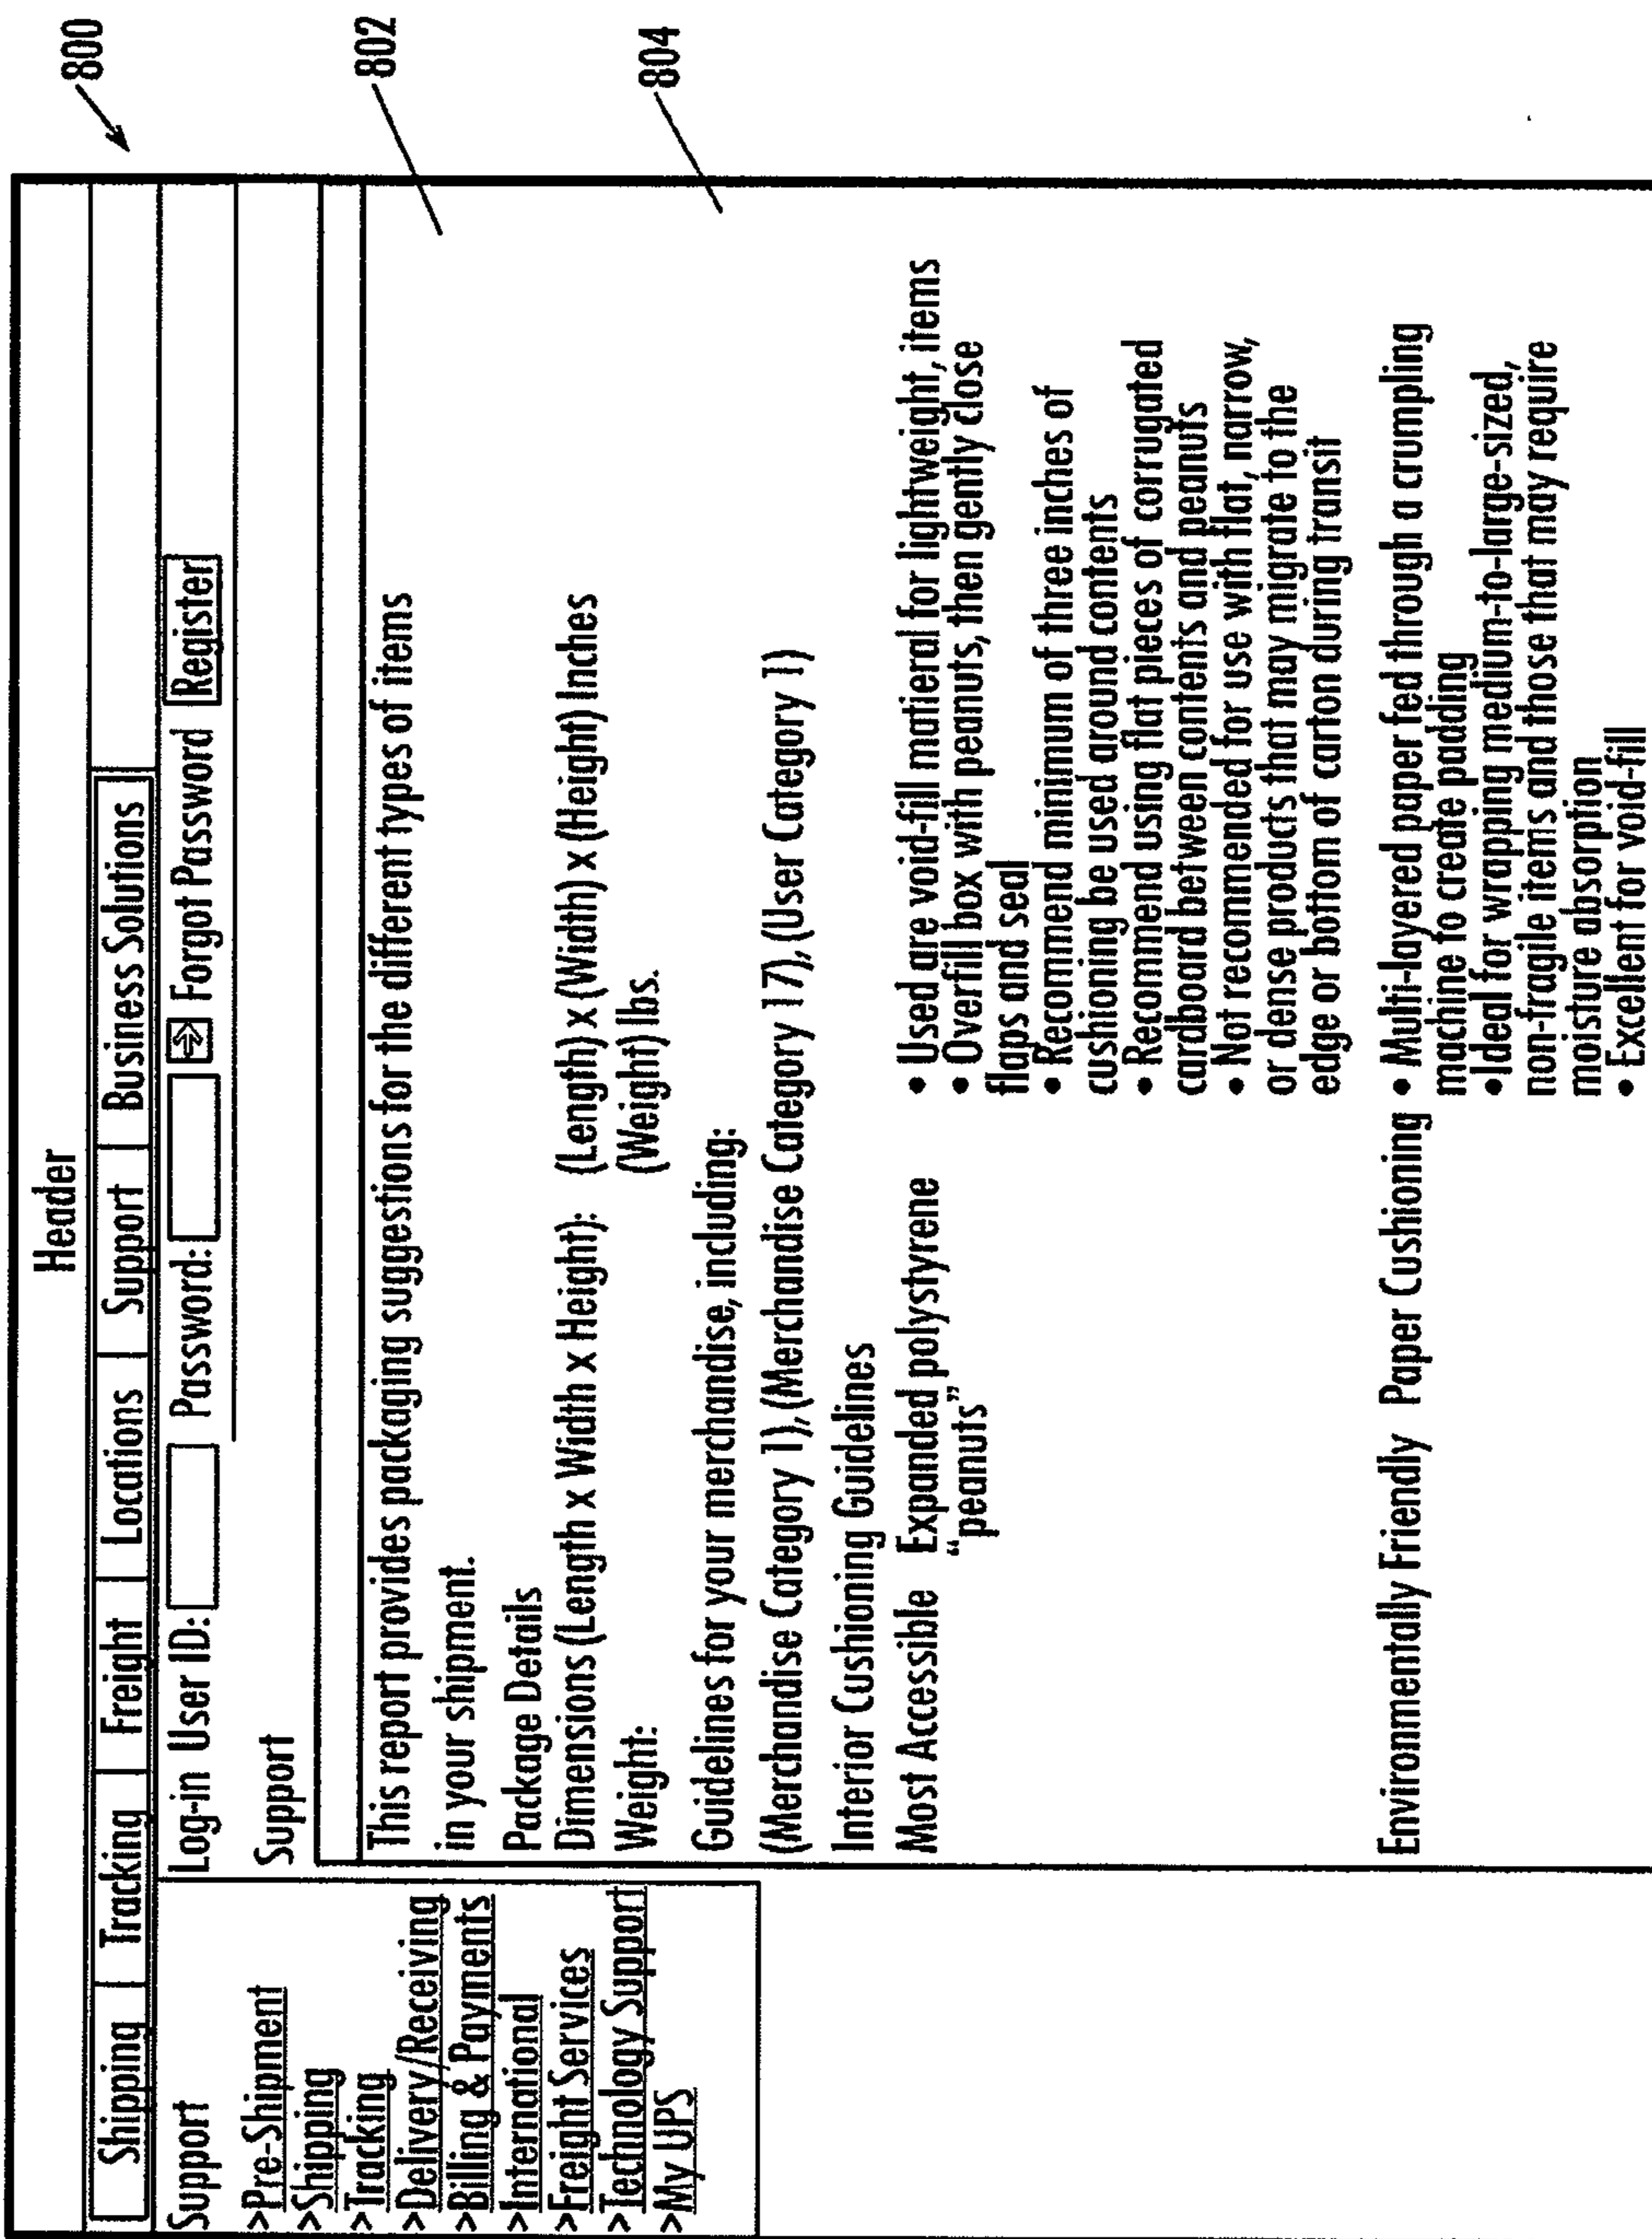 800
802
804
Header
Shipping Tracking Freight Locations Support Business Solutions
Log-in User ID: Password: Forgot Password Register
Support
>Pre-Shipment
>Shipping
>Tracking
>Delivery/Receiving
>Billing & Payments
>International
>Freight Services
>Technology Support
>My UPS
Support
This report provides packaging suggestions for the different types of items
in your shipment.
Package Details
Dimensions (Length x Width x Height): (Length) x (Width) x (Height) Inches
Weight: (Weight) lbs.
Guidelines for your merchandise, including:
(Merchandise Category 1), (Merchandise Category 17), (User Category 1)
Interior Cushioning Guidelines
Most Accessible Expanded polystyrene
“peanuts”
• Used are void-fill matieral for lightweight, items
• Overfill box with peanuts, then gently close
flaps and seal
• Recommend minimum of three inches of
cushioning be used around contents
• Recommend using flat pieces of corrugated
cardboard between contents and peanuts
• Not recommended for use with flat, narrow,
or dense products that may migrate to the
edge or bottom of carton during transit
Environmentally Friendly Paper Cushioning • Multi-layered paper fed through a crumpling
machine to create padding
• Ideal for wrapping medium-to-large-sized,
non-fragile items and those that may require
moisture absorption
• Excellent for void-fill